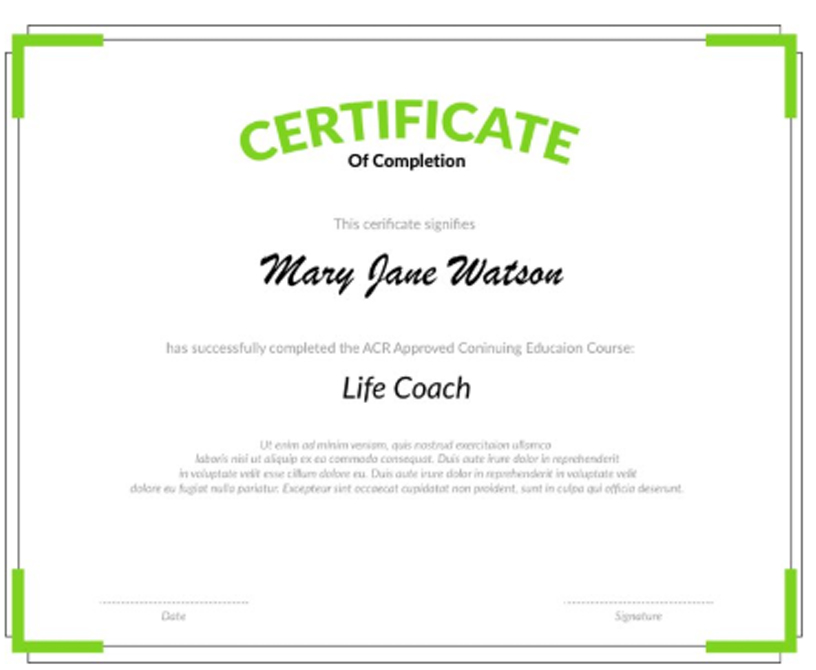 CERTIFICATE
Of Completion
This cerificate signifies
Mary Jane Watson
has successfully completed the ACR Approved Coninuing Educaion Course:
Life Coach
Ut enim ad minim veniam, quis nostrud exercitaion ullamco
laboris nisi ut aliquip ex ea commodo consequat. Duis aute irure dolor in reprehenderit
in voluptate velit esse cillum dolore eu. Duis aute irure dolor in reprehenderit in voluptate velit
dolore eu fugiat nulla pariatur. Excepteur sint occaecat cupidatat non proident, sunt in culpa qui officia deserunt.
Date
Signature